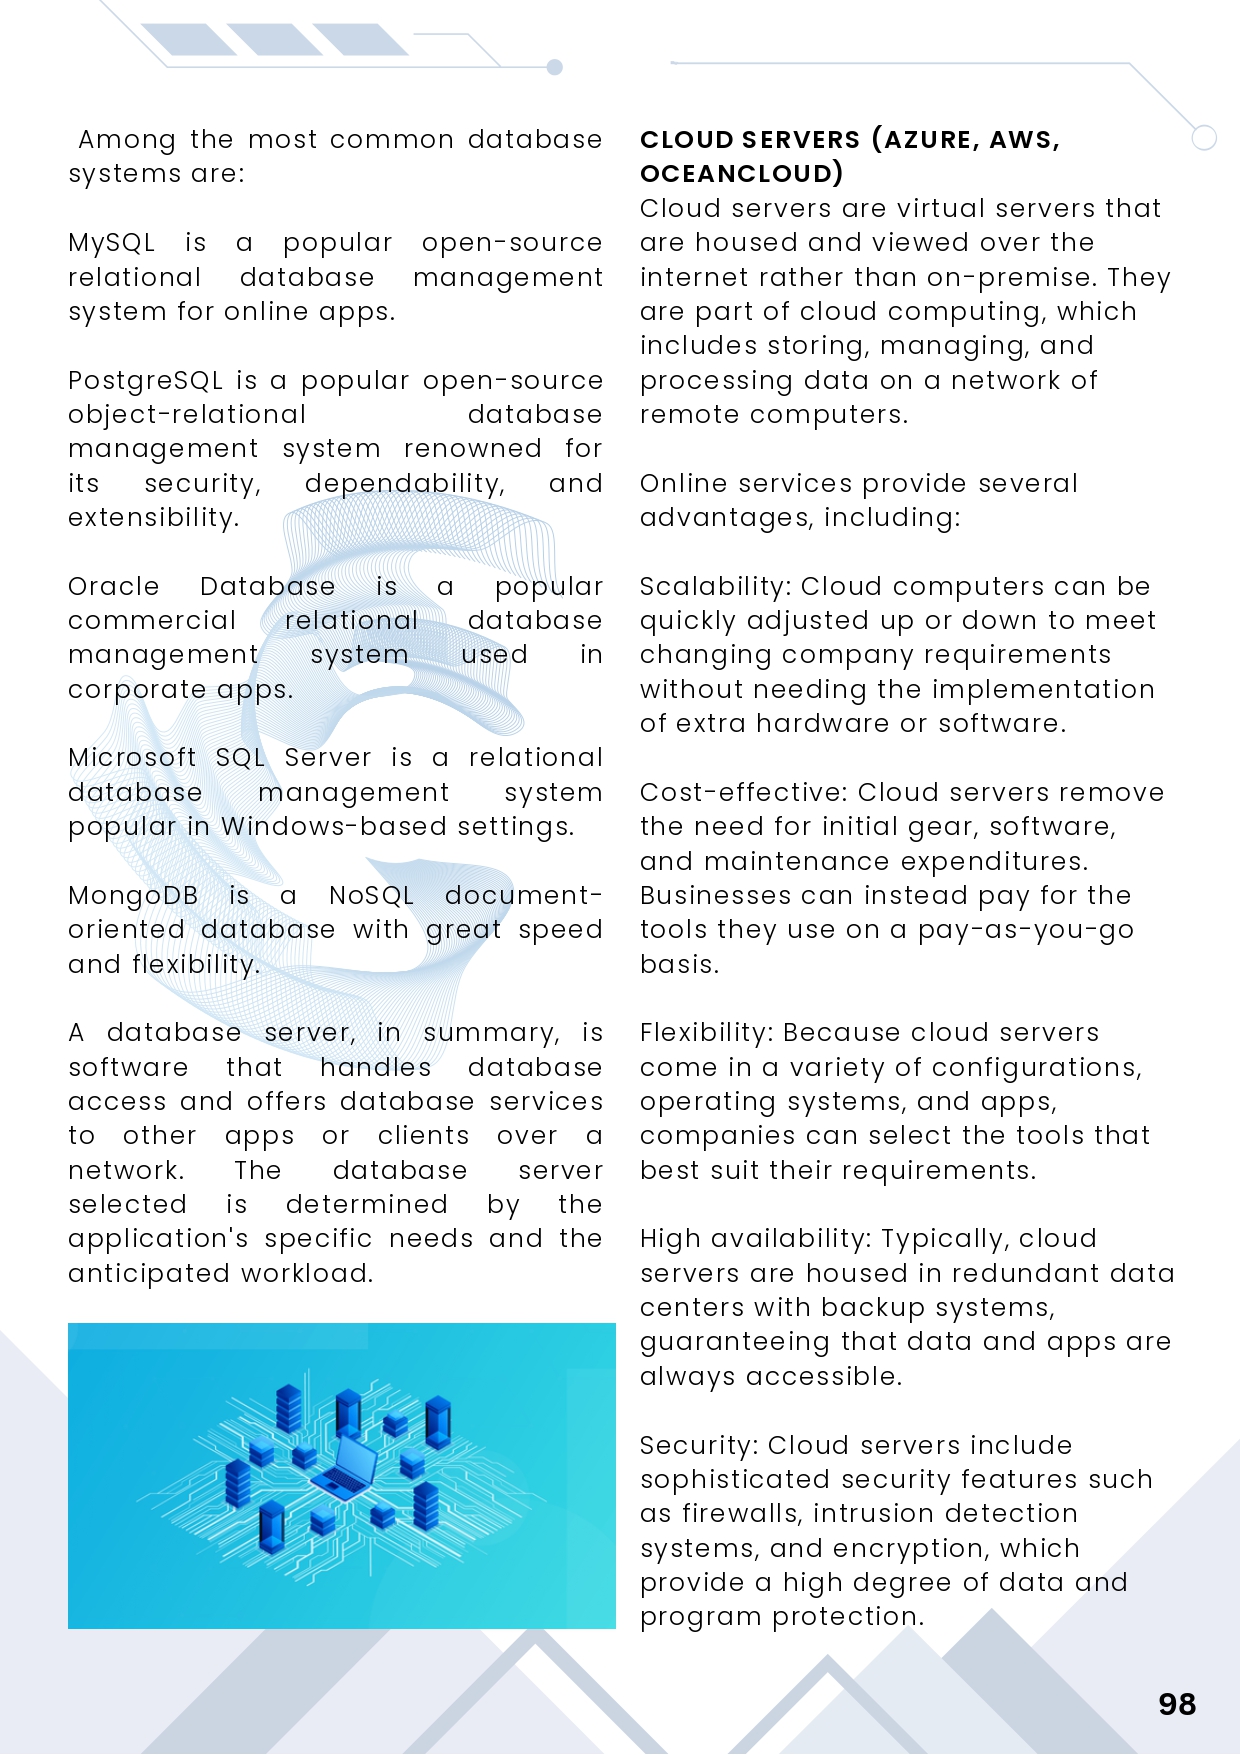 Among the most common database
systems are:
MySQL is a popular open-source
relational database management
system for online apps.
PostgreSQL is a popular open-source
object-relational database
management system renowned for
its security, dependability, and
extensibility.
Oracle Database is a popular
commercial relational database
management system used in
corporate apps.
Microsoft SQL Server is a relational
database management system
popular in Windows-based settings.
MongoDB is a NoSQL document-
oriented database with great speed
and flexibility.
A database server, in summary, is
software that handles database
access and offers database services
to other apps or clients over a
network. The database server
selected is determined by the
application's specific needs and the
anticipated workload.
CLOUD SERVERS (AZURE, AWS,
OCEANCLOUD)
Cloud servers are virtual servers that
are housed and viewed over the
internet rather than on-premise. They
are part of cloud computing, which
includes storing, managing, and
processing data on a network of
remote computers.
Online services provide several
advantages, including:
Scalability: Cloud computers can be
quickly adjusted up or down to meet
changing company requirements
without needing the implementation
of extra hardware or software.
Cost-effective: Cloud servers remove
the need for initial gear, software,
and maintenance expenditures.
Businesses can instead pay for the
tools they use on a pay-as-you-go
basis.
Flexibility: Because cloud servers
come in a variety of configurations,
operating systems, and apps,
companies can select the tools that
best suit their requirements.
High availability: Typically, cloud
servers are housed in redundant data
centers with backup systems,
guaranteeing that data and apps are
always accessible.
Security: Cloud servers include
sophisticated security features such
as firewalls, intrusion detection
systems, and encryption, which
provide a high degree of data and
program protection.
98